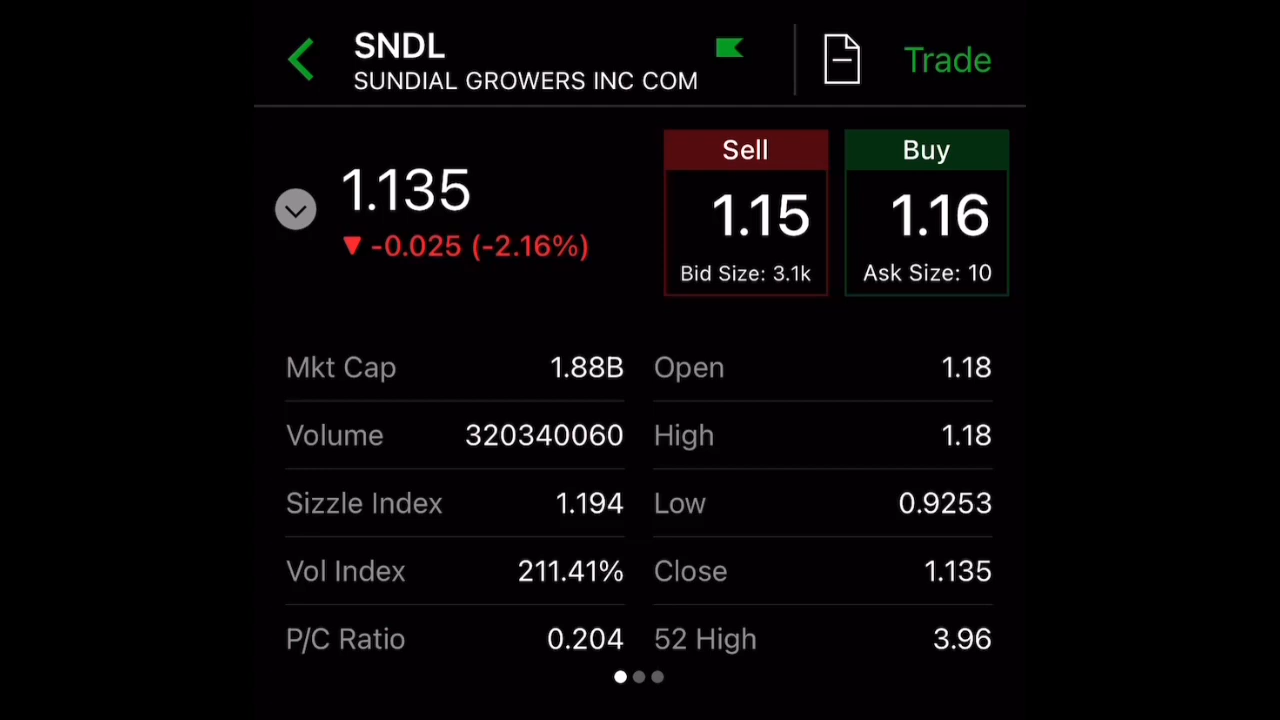 SNDL
SUNDIAL GROWERS INC COM
Trade
1.135
▼ -0.025 (-2.16%)
Sell
1.15
Bid Size: 3.1k
Buy
1.16
Ask Size: 10
Mkt Cap 1.88B Open 1.18
Volume 320340060 High 1.18
Sizzle Index 1.194 Low 0.9253
Vol Index 211.41% Close 1.135
P/C Ratio 0.204 52 High 3.96